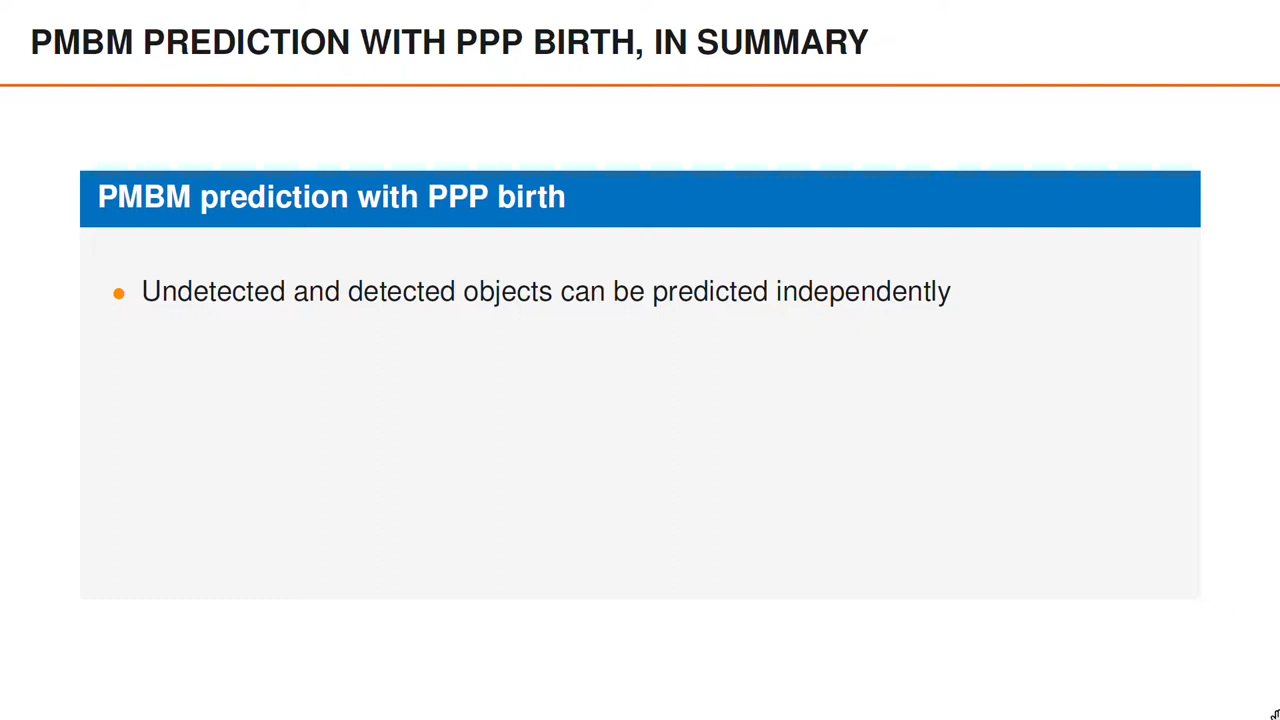 PMBM PREDICTION WITH PPP BIRTH, IN SUMMARY
PMBM prediction with PPP birth
• Undetected and detected objects can be predicted independently